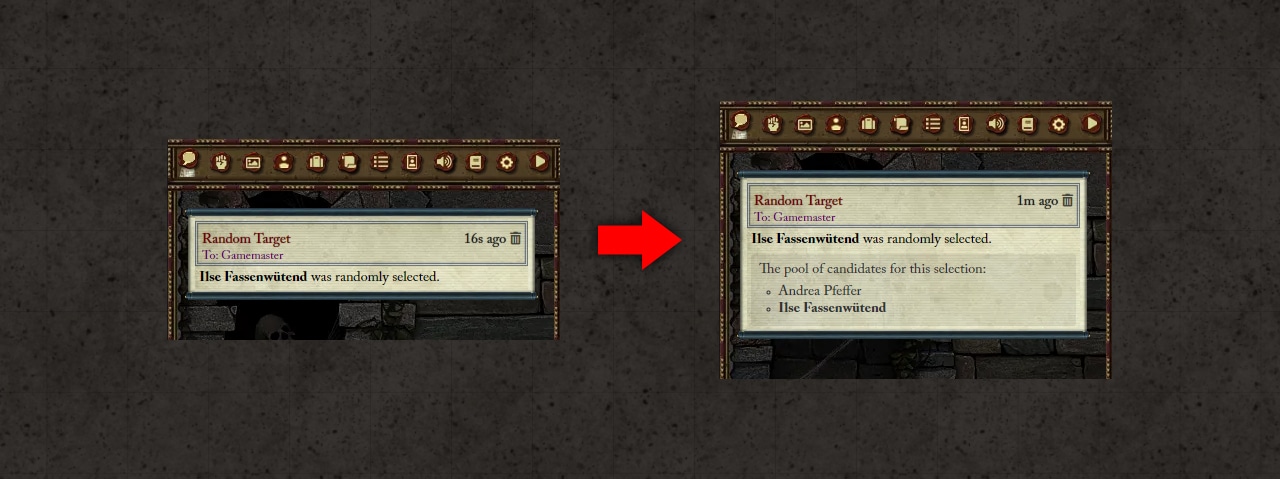 Random Target
16s ago
To: Gamemaster
Ilse Fassenwütend was randomly selected.
Random Target
1m ago
To: Gamemaster
Ilse Fassenwütend was randomly selected.
The pool of candidates for this selection:
Andrea Pfeffer
Ilse Fassenwütend